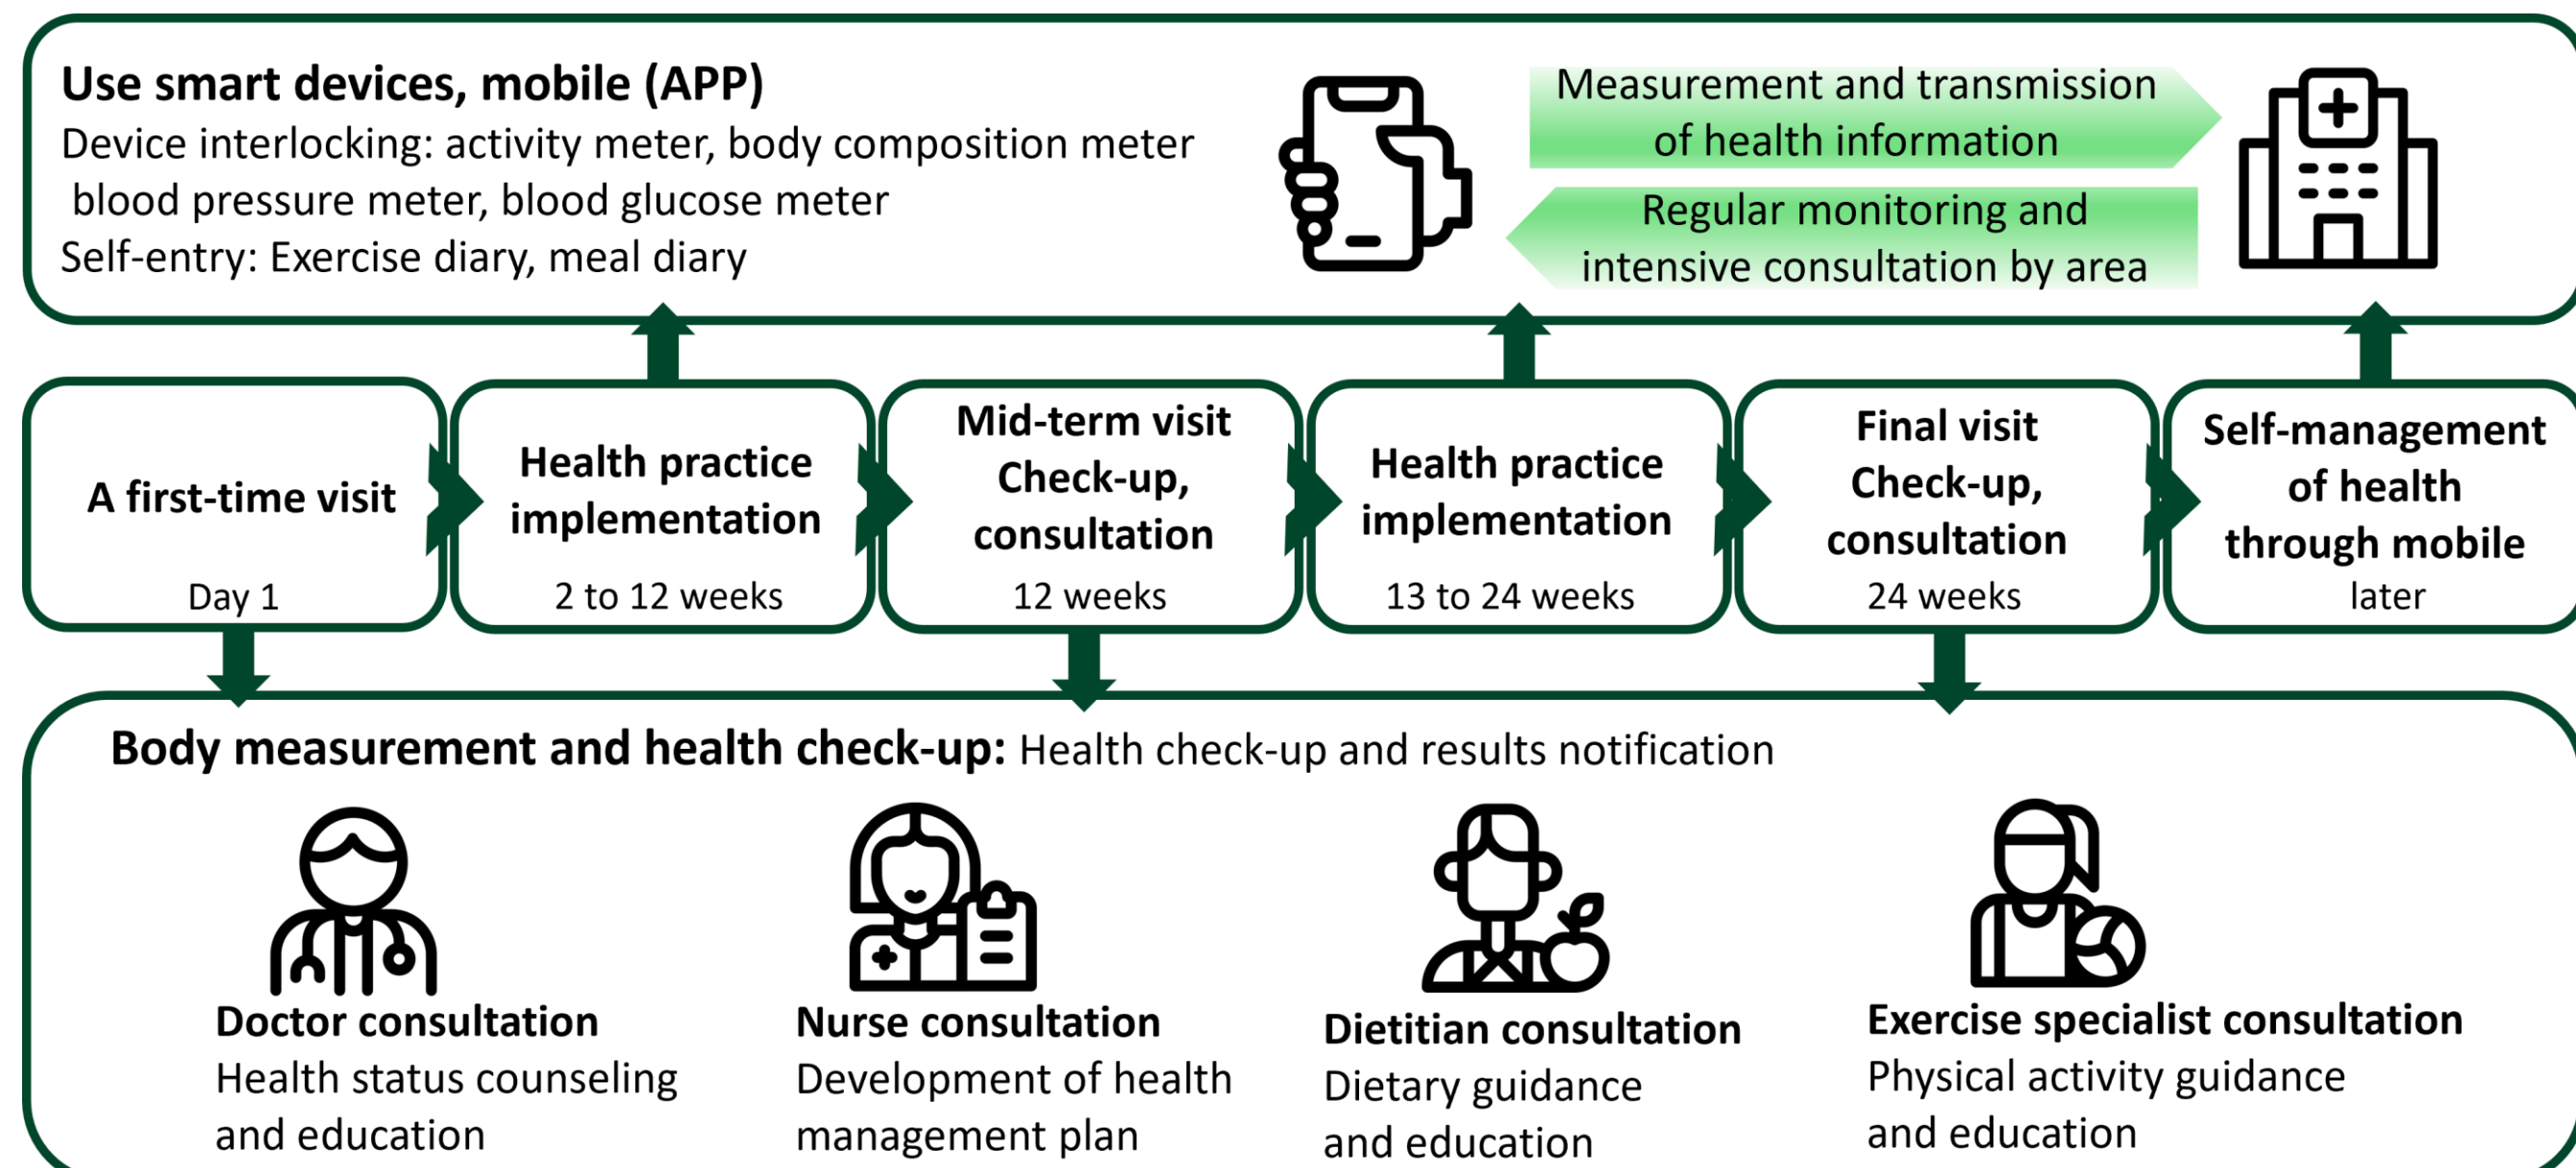 Use smart devices, mobile (APP)
Device interlocking: activity meter, body composition meter
blood pressure meter, blood glucose meter
Self-entry: Exercise diary, meal diary
Measurement and transmission
of health information
Regular monitoring and
intensive consultation by area
A first-time visit
Day 1
Health practice
implementation
2 to 12 weeks
Mid-term visit
Check-up,
consultation
12 weeks
Health practice
implementation
13 to 24 weeks
Final visit
Check-up,
consultation
24 weeks
Self-management
of health
through mobile
later
Body measurement and health check-up: Health check-up and results notification
Doctor consultation
Health status counseling
and education
Nurse consultation
Development of health
management plan
Dietitian consultation
Dietary guidance
and education
Exercise specialist consultation
Physical activity guidance
and education